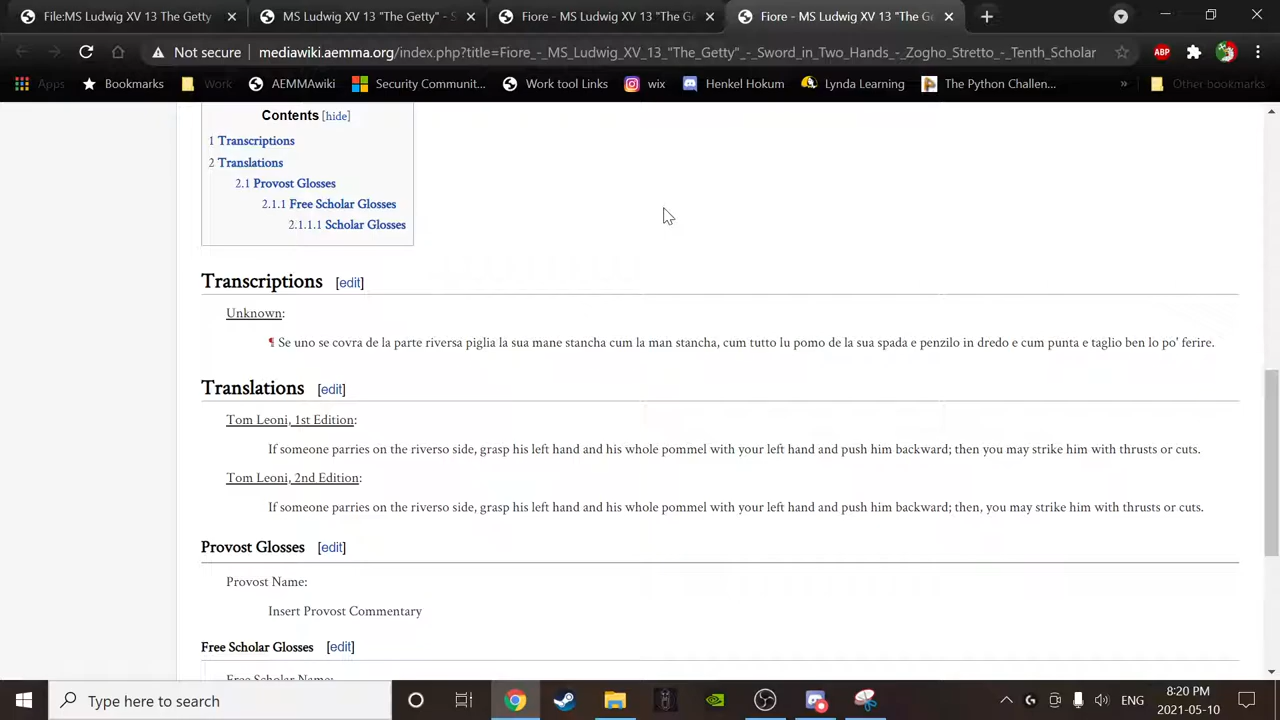 File:MS Ludwig XV 13 The Getty
MS Ludwig XV 13 "The Getty" - S
Fiore - MS Ludwig XV 13 "The Ge
Fiore - MS Ludwig XV 13 "The Ge
Not secure
mediawiki.aemma.org/index.php?title=Fiore_-_MS_Ludwig_XV_13_"The_Getty"_-_Sword_in_Two_Hands_-_Zogho_Stretto_-_Tenth_Scholar
ABP
Apps
Bookmarks
Work
AEMMAwiki
Security Communit...
Work tool Links
wix
Henkel Hokum
Lynda Learning
The Python Challen...
»
Other bookmarks
Contents [hide]
1 Transcriptions
2 Translations
2.1 Provost Glosses
2.1.1 Free Scholar Glosses
2.1.1.1 Scholar Glosses
Transcriptions [edit]
Unknown:
¶ Se uno se covra de la parte riversa piglia la sua mane stancha cum la man stancha, cum tutto lu pomo de la sua spada e penzilo in dredo e cum punta e taglio ben lo po' ferire.
Translations [edit]
Tom Leoni, 1st Edition:
If someone parries on the riverso side, grasp his left hand and his whole pommel with your left hand and push him backward; then you may strike him with thrusts or cuts.
Tom Leoni, 2nd Edition:
If someone parries on the riverso side, grasp his left hand and his whole pommel with your left hand and push him backward; then, you may strike him with thrusts or cuts.
Provost Glosses [edit]
Provost Name:
Insert Provost Commentary
Free Scholar Glosses [edit]
Free Scholar Name:
Type here to search
ENG
8:20 PM
2021-05-10